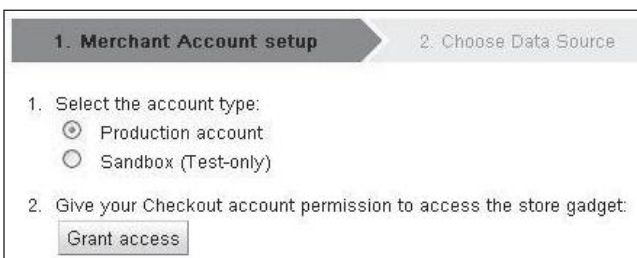 1. Merchant Account setup 2. Choose Data Source
1. Select the account type:
Production account
Sandbox (Test-only)
2. Give your Checkout account permission to access the store gadget:
Grant access